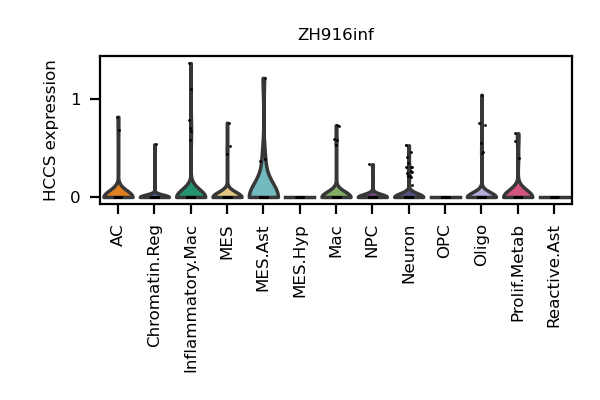 ZH916inf
HCCS expression
1
0
AC
Chromatin.Reg
Inflammatory.Mac
MES
MES.Ast
MES.Hyp
Mac
NPC
Neuron
OPC
Oligo
Prolif.Metab
Reactive.Ast